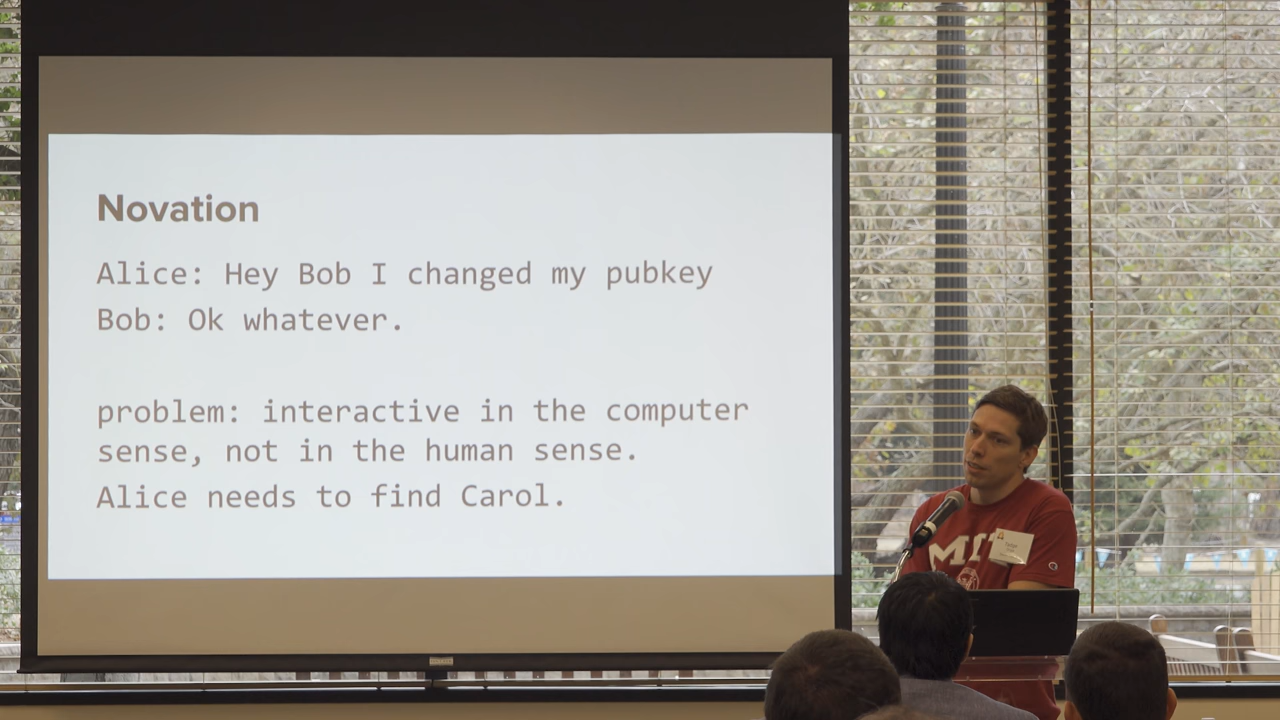 Novation
Alice: Hey Bob I changed my pubkey
Bob: Ok whatever.
problem: interactive in the computer
sense, not in the human sense.
Alice needs to find Carol.
MIT